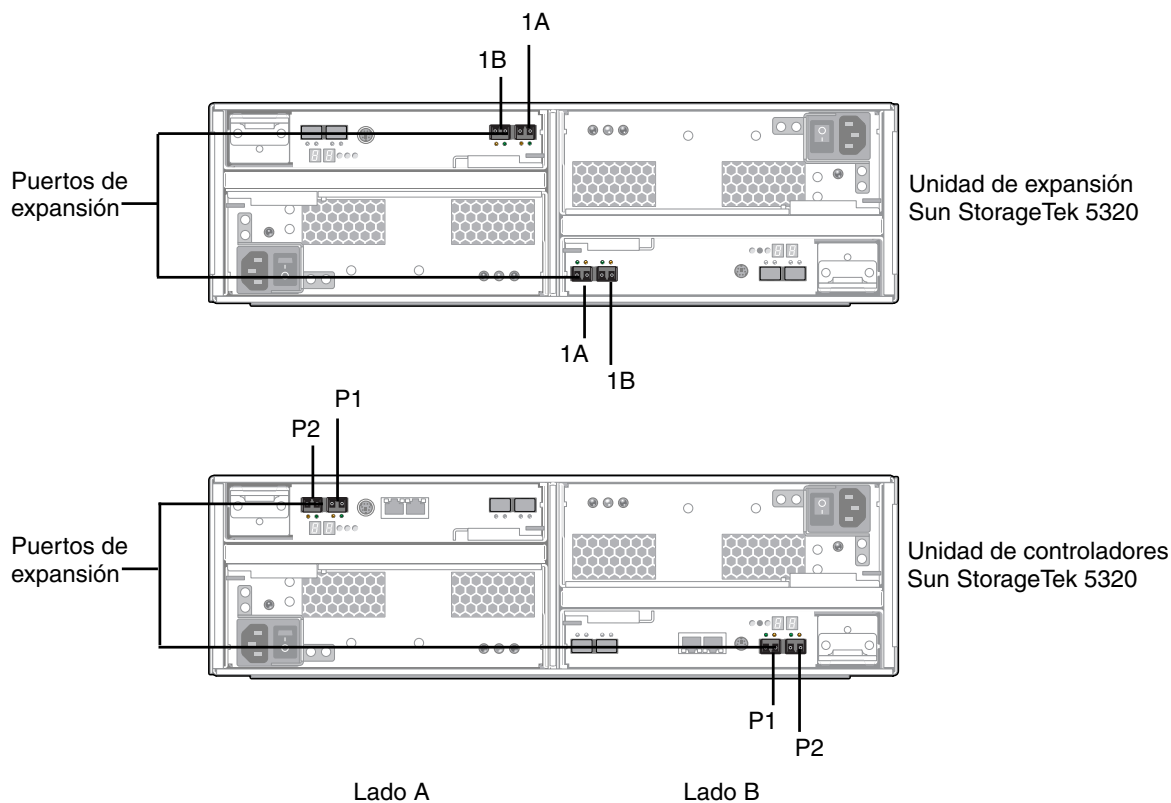 1A
1B
Puertos de
expansión
Unidad de expansión
Sun StorageTek 5320
1A
1B
P1
P2
Puertos de
expansión
Unidad de controladores
Sun StorageTek 5320
P1
P2
Lado A
Lado B